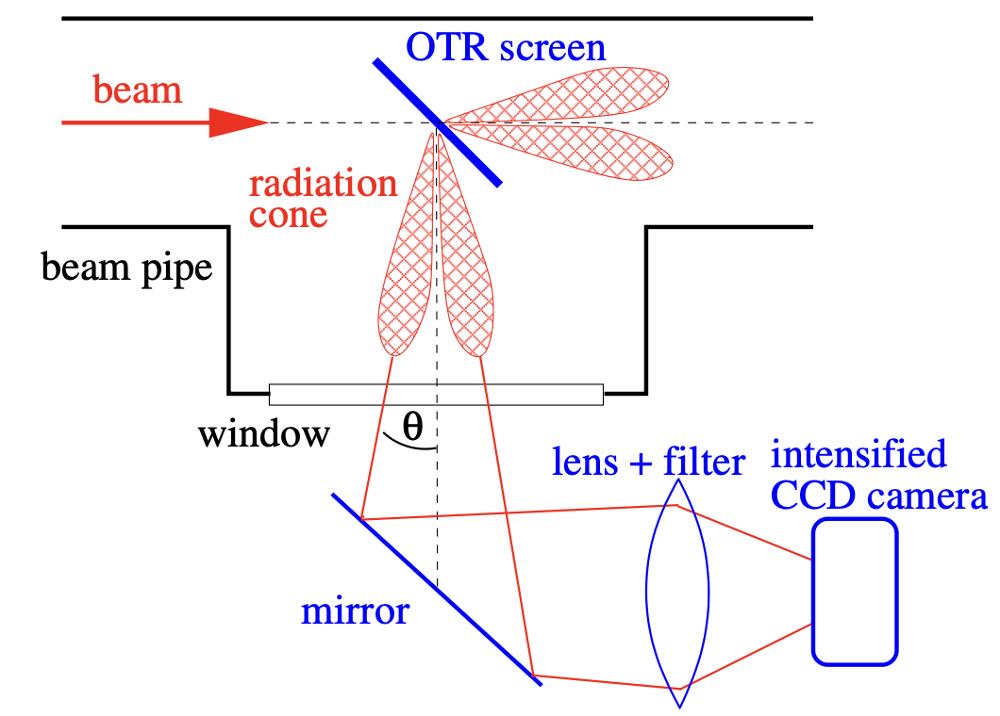 OTR screen
beam
radiation
cone
beam pipe
θ
window
lens + filter
intensified
CCD camera
mirror